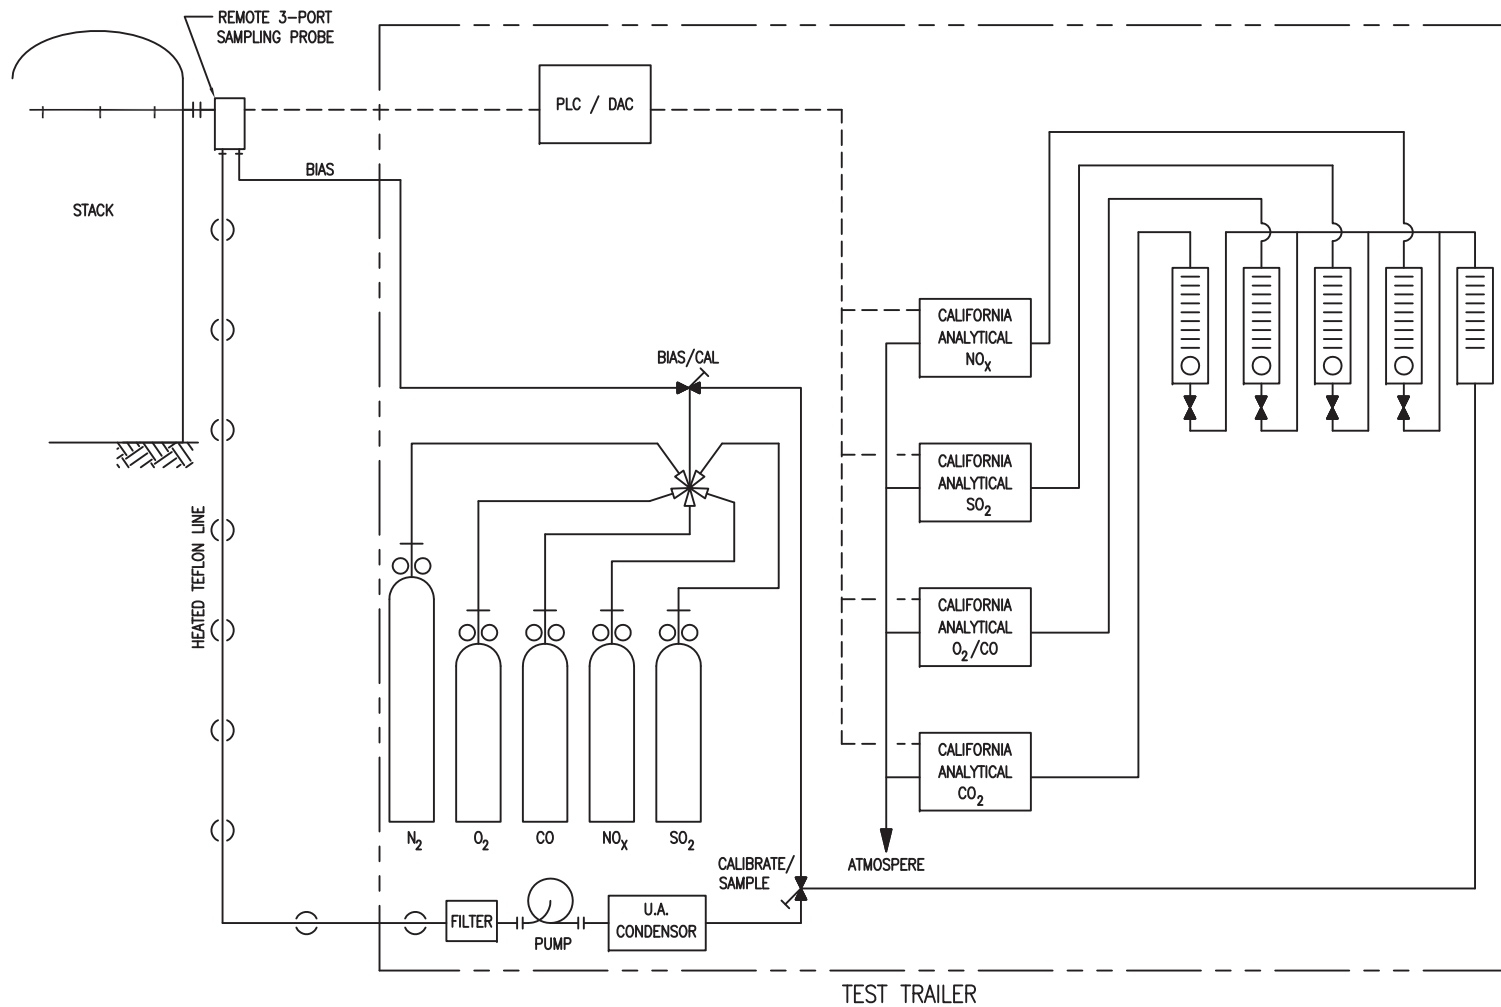 REMOTE 3-PORT
SAMPLING PROBE
PLC / DAC
BIAS
STACK
BIAS/CAL
CALIFORNIA
ANALYTICAL
NOX
CALIFORNIA
ANALYTICAL
SO2
HEATED TEFLON LINE
CALIFORNIA
ANALYTICAL
O2/CO
CALIFORNIA
ANALYTICAL
CO2
N2
O2
CO
NOX
SO2
CALIBRATE/
SAMPLE
ATMOSPERE
FILTER
PUMP
U.A.
CONDENSOR
TEST TRAILER